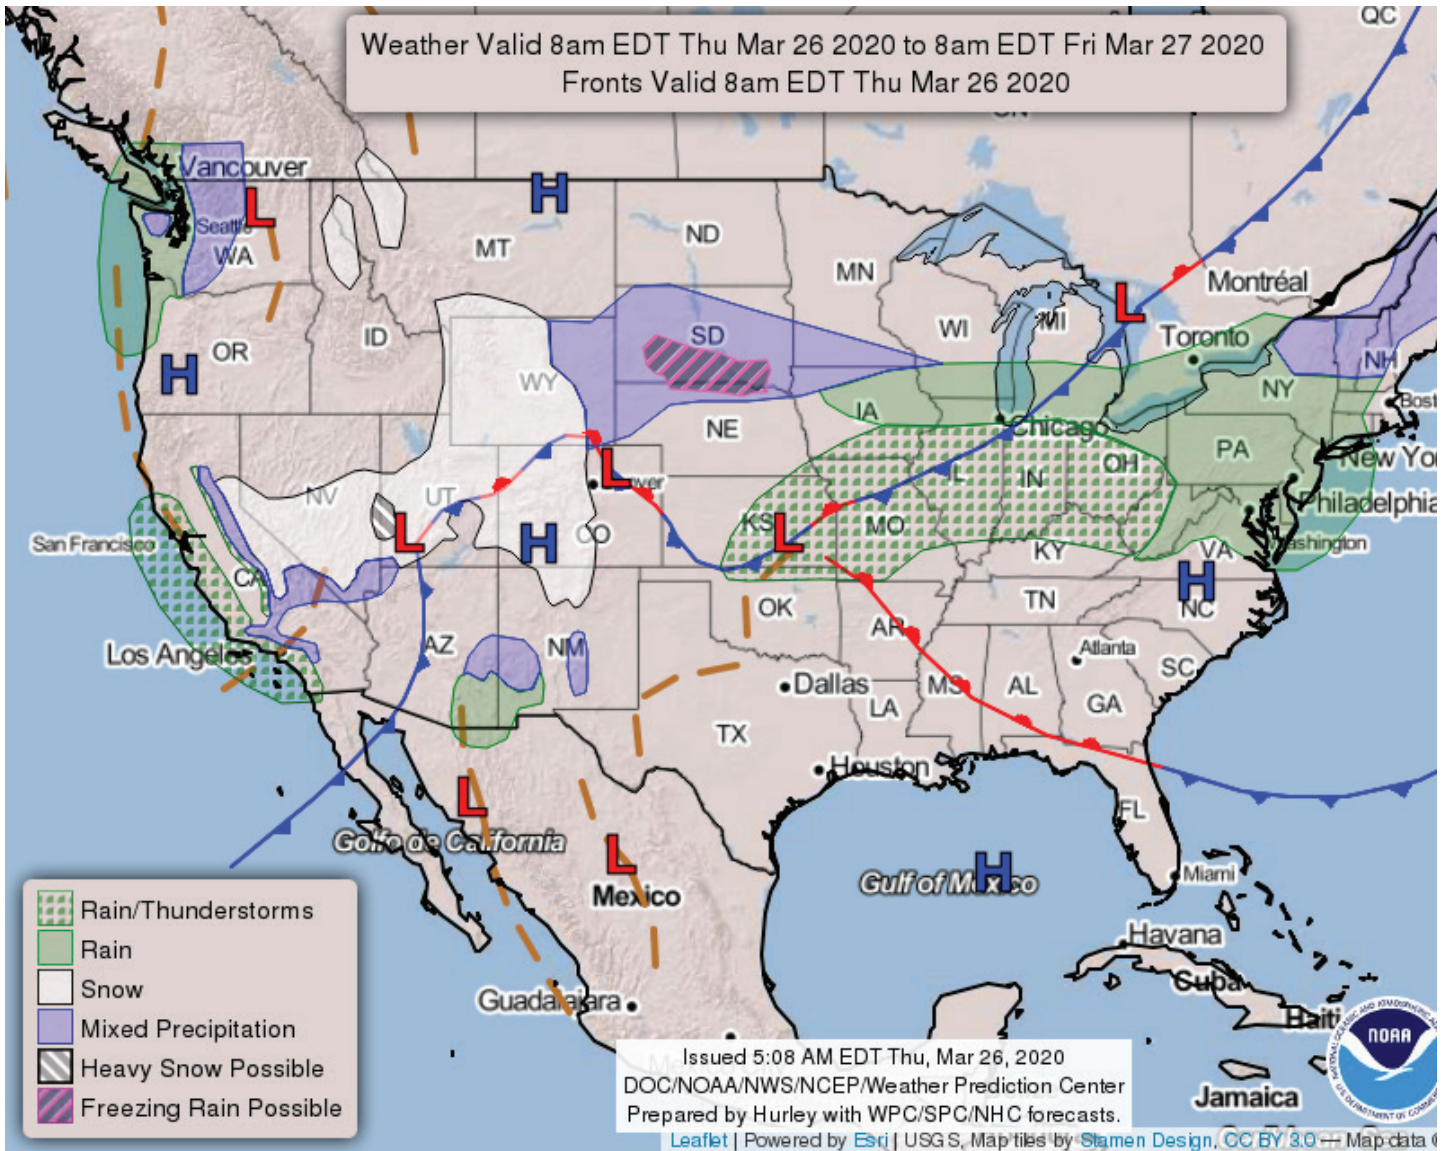 Weather Valid 8am EDT Thu Mar 26 2020 to 8am EDT Fri Mar 27 2020
Fronts Valid 8am EDT Thu Mar 26 2020
QC
Vancouver
H
L
Seattle
WA
MT
ND
MN
L
Montréal
OR
ID
H
WY
SD
WI
MI
Toronto
NY
NH
Bost
IA
Chicago
NE
PA
New Yo
NV
UT
L
IL
IN
OH
Philadelphia
San Francisco
L
H
CO
KS
L
MO
KY
VA
ashington
CA
H
NC
OK
TN
Los Angeles
AZ
NM
AR
Atlanta
SC
Dallas
LA
MS
AL
GA
TX
Houston
L
FL
Golfo de California
L
Mexico
Gulf of Mexico
H
Miami
Havana
Cuba
Haiti
Guadalajara
Jamaica
Rain/Thunderstorms
Rain
Snow
Mixed Precipitation
Heavy Snow Possible
Freezing Rain Possible
NOAA
Issued 5:08 AM EDT Thu, Mar 26, 2020
DOC/NOAA/NWS/NCEP/Weather Prediction Center
Prepared by Hurley with WPC/SPC/NHC forecasts.
Leaflet | Powered by Esri | USGS, Map tiles by Stamen Design, CC BY 3.0 — Map data ©